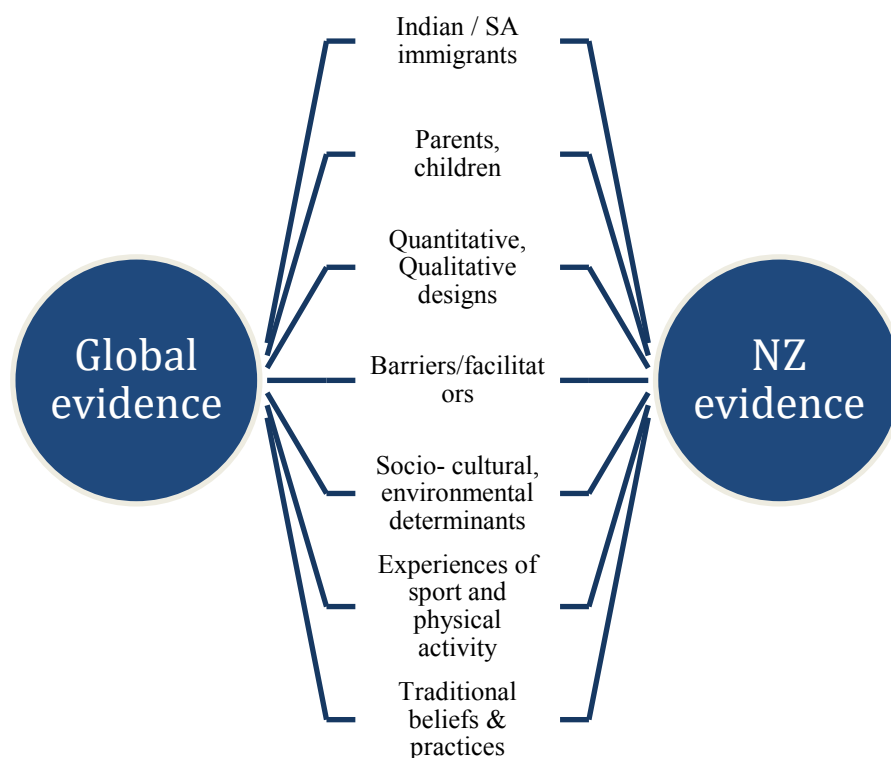 Indian / SA
immigrants
Parents,
children
Quantitative,
Qualitative
designs
Global
evidence
Barriers/facilitat
ors
NZ
evidence
Socio- cultural,
environmental
determinants
Experiences of
sport and
physical
activity
Traditional
beliefs &
practices